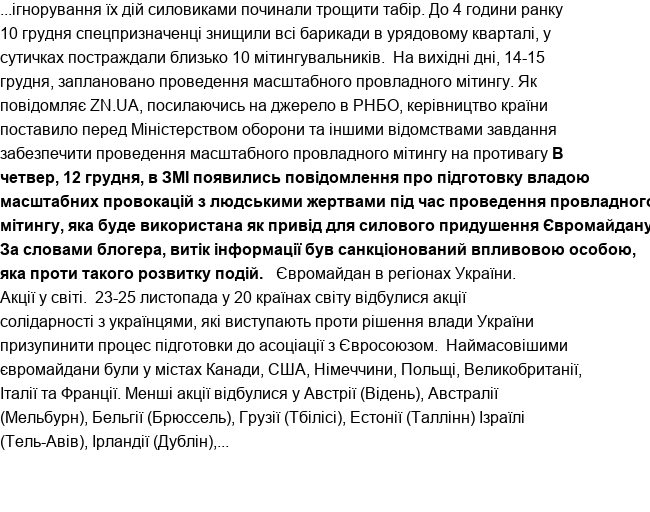 ...ігнорування їх дій силовиками починали трощити табір. До 4 години ранку
10 грудня спецпризначенці знищили всі барикади в урядовому кварталі, у
сутичках постраждали близько 10 мітингувальників.  На вихідні дні, 14-15
грудня, заплановано проведення масштабного провладного мітингу. Як
повідомляє ZN.UA, посилаючись на джерело в РНБО, керівництво країни
поставило перед Міністерством оборони та іншими відомствами завдання
забезпечити проведення масштабного провладного мітингу на противагу В
четвер, 12 грудня, в ЗМІ появились повідомлення про підготовку владою
масштабних провокацій з людськими жертвами під час проведення провладного
мітингу, яка буде використана як привід для силового придушення Євромайдану
За словами блогера, витік інформації був санкціонований впливовою особою,
яка проти такого розвитку подій.   Євромайдан в регіонах України.
Акції у світі.  23-25 листопада у 20 країнах світу відбулися акції
солідарності з українцями, які виступають проти рішення влади України
призупинити процес підготовки до асоціації з Євросоюзом.  Наймасовішими
євромайдани були у містах Канади, США, Німеччини, Польщі, Великобританії,
Італії та Франції. Менші акції відбулися у Австрії (Відень), Австралії
(Мельбурн), Бельгії (Брюссель), Грузії (Тбілісі), Естонії (Таллінн) Ізраїлі
(Тель-Авів), Ірландії (Дублін),...